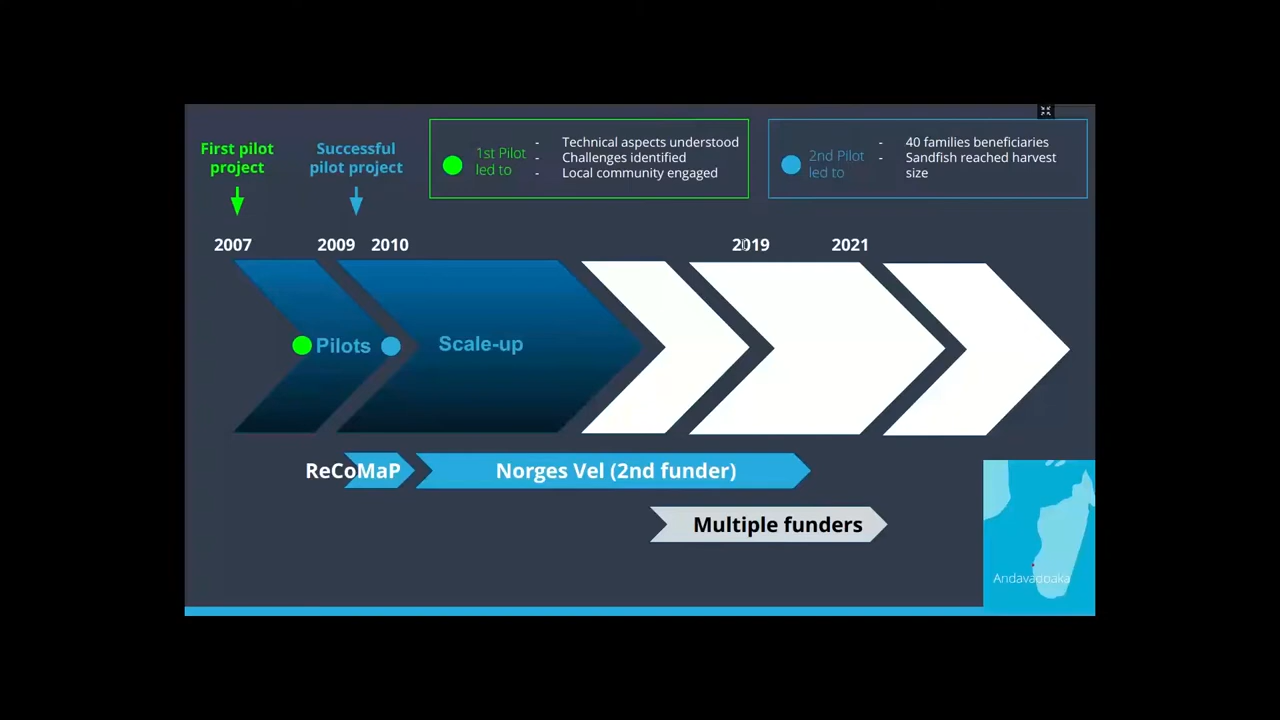 First pilot
project
Successful
pilot project
1st Pilot
led to
- Technical aspects understood
- Challenges identified
- Local community engaged
2nd Pilot
led to
- 40 families beneficiaries
- Sandfish reached harvest
size
2007
2009
2010
2019
2021
Pilots
Scale-up
ReCoMaP
Norges Vel (2nd funder)
Multiple funders
Andavadoaka